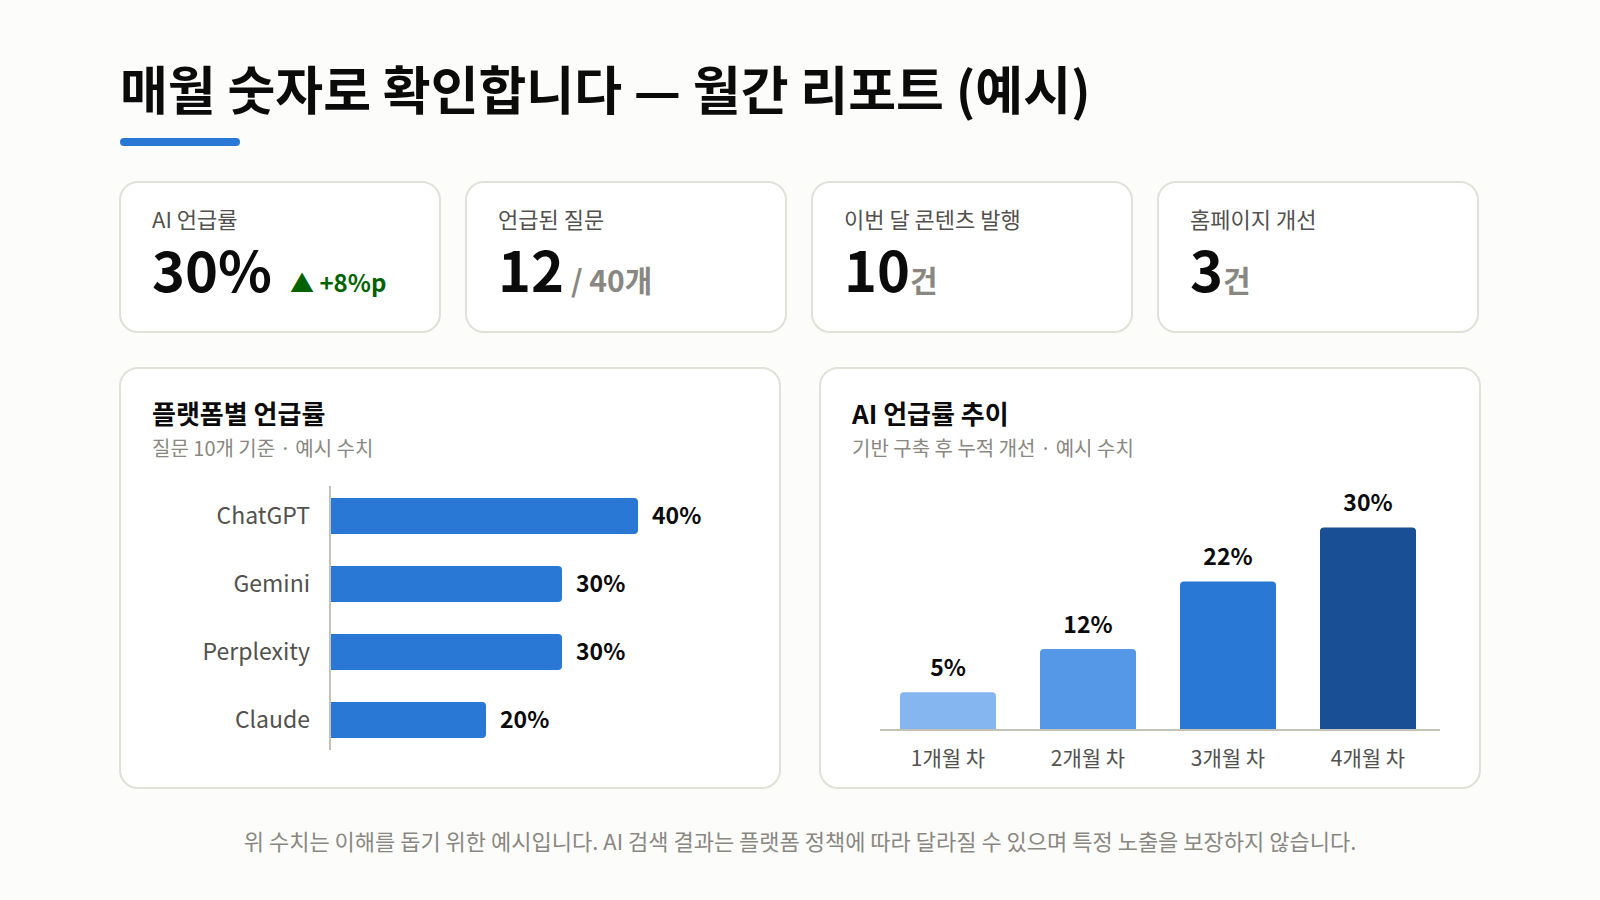 매월 숫자로 확인합니다 — 월간 리포트 (예시)
AI 언급률
30% ▲ +8%p
언급된 질문
12 / 40개
이번 달 콘텐츠 발행
10건
홈페이지 개선
3건
플랫폼별 언급률
질문 10개 기준 · 예시 수치
ChatGPT 40%
Gemini 30%
Perplexity 30%
Claude 20%
AI 언급률 추이
기반 구축 후 누적 개선 · 예시 수치
5% 12% 22% 30%
1개월 차 2개월 차 3개월 차 4개월 차
위 수치는 이해를 돕기 위한 예시입니다. AI 검색 결과는 플랫폼 정책에 따라 달라질 수 있으며 특정 노출을 보장하지 않습니다.